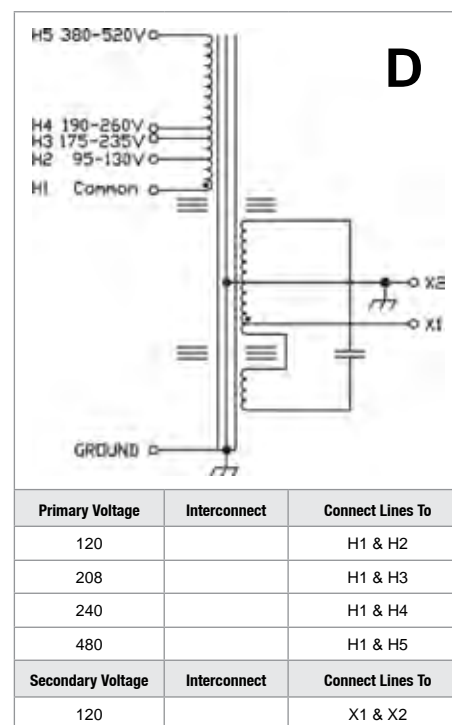 H5 380-520V
D
H4 190-260V
H3 175-235V
H2 95-130V
H1 Common
X2
X1
GROUND
Primary Voltage Interconnect Connect Lines To
120 H1 & H2
208 H1 & H3
240 H1 & H4
480 H1 & H5
Secondary Voltage Interconnect Connect Lines To
120 X1 & X2